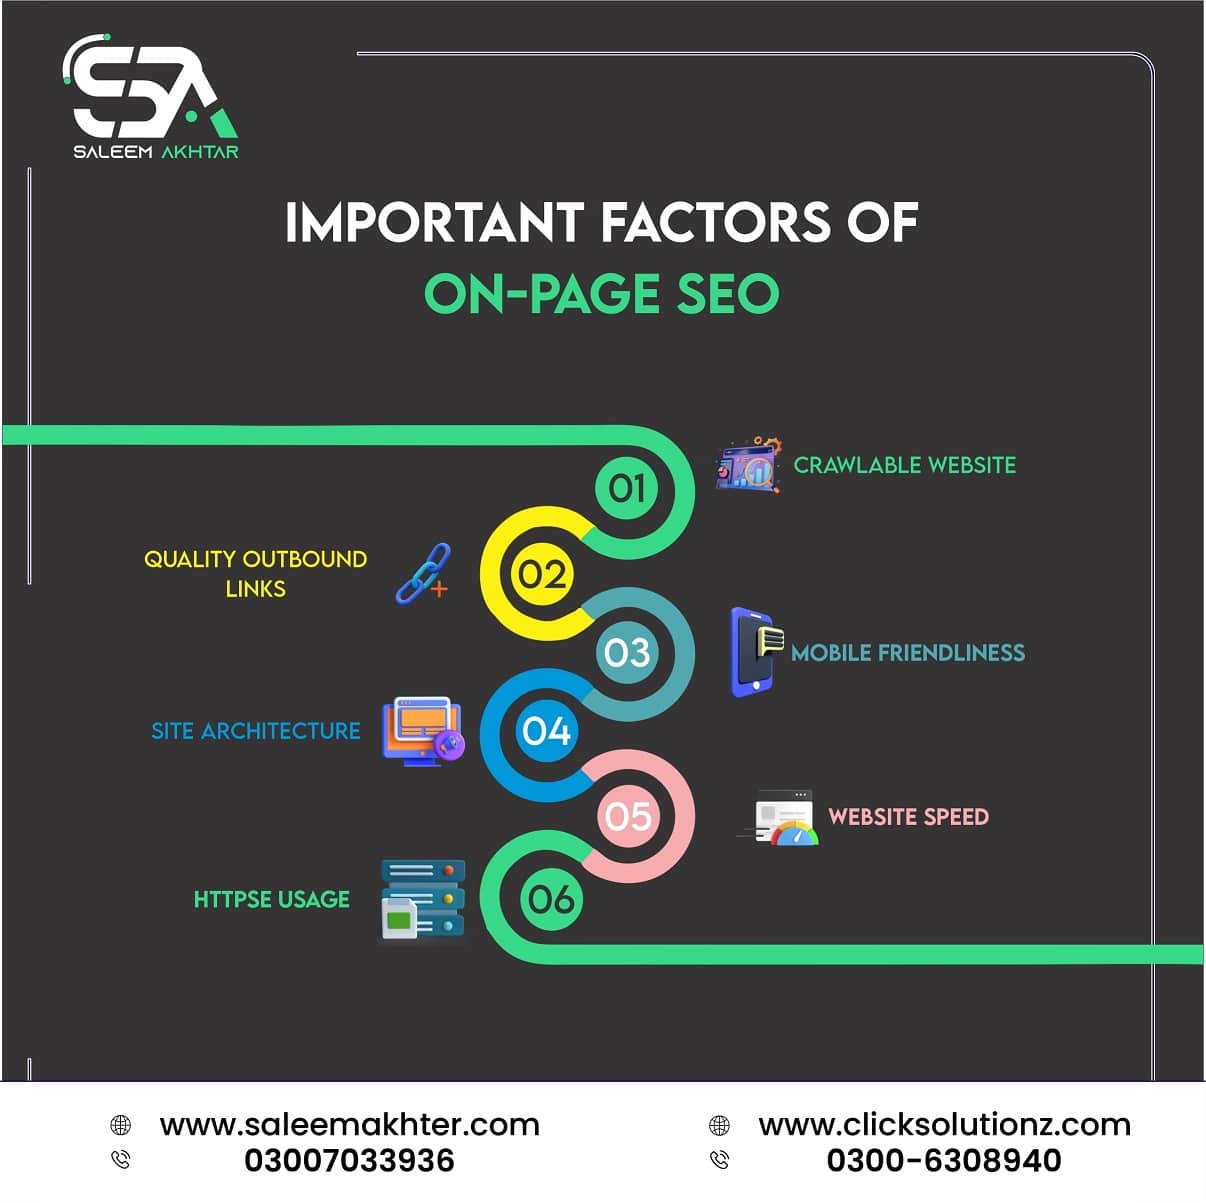 SALEEM AKHTAR
IMPORTANT FACTORS OF
ON-PAGE SEO
01
CRAWLABLE WEBSITE
QUALITY OUTBOUND
LINKS
02
03
MOBILE FRIENDLINESS
SITE ARCHITECTURE
04
05
WEBSITE SPEED
HTTPSE USAGE
06
www.saleemakhter.com
03007033936
www.clicksolutionz.com
0300-6308940